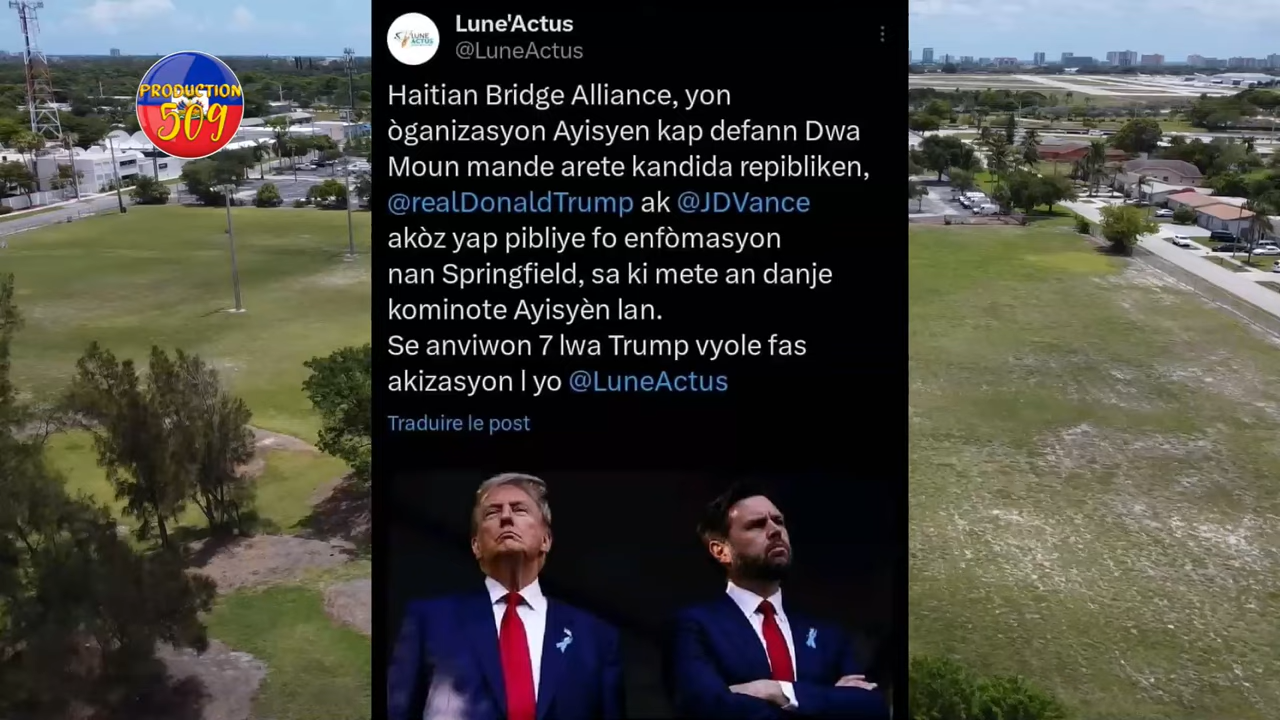 PRODUCTION
509
LUNE
ACTUS
Lune'Actus
@LuneActus
Haitian Bridge Alliance, yon
òganizasyon Ayisyen kap defann Dwa
Moun mande arete kandida repibliken,
@realDonaldTrump ak @JDVance
akòz yap pibliye fo enfòmasyon
nan Springfield, sa ki mete an danje
kominote Ayisyèn lan.
Se anviwon 7 lwa Trump vyole fas
akizasyon l yo @LuneActus
Traduire le post